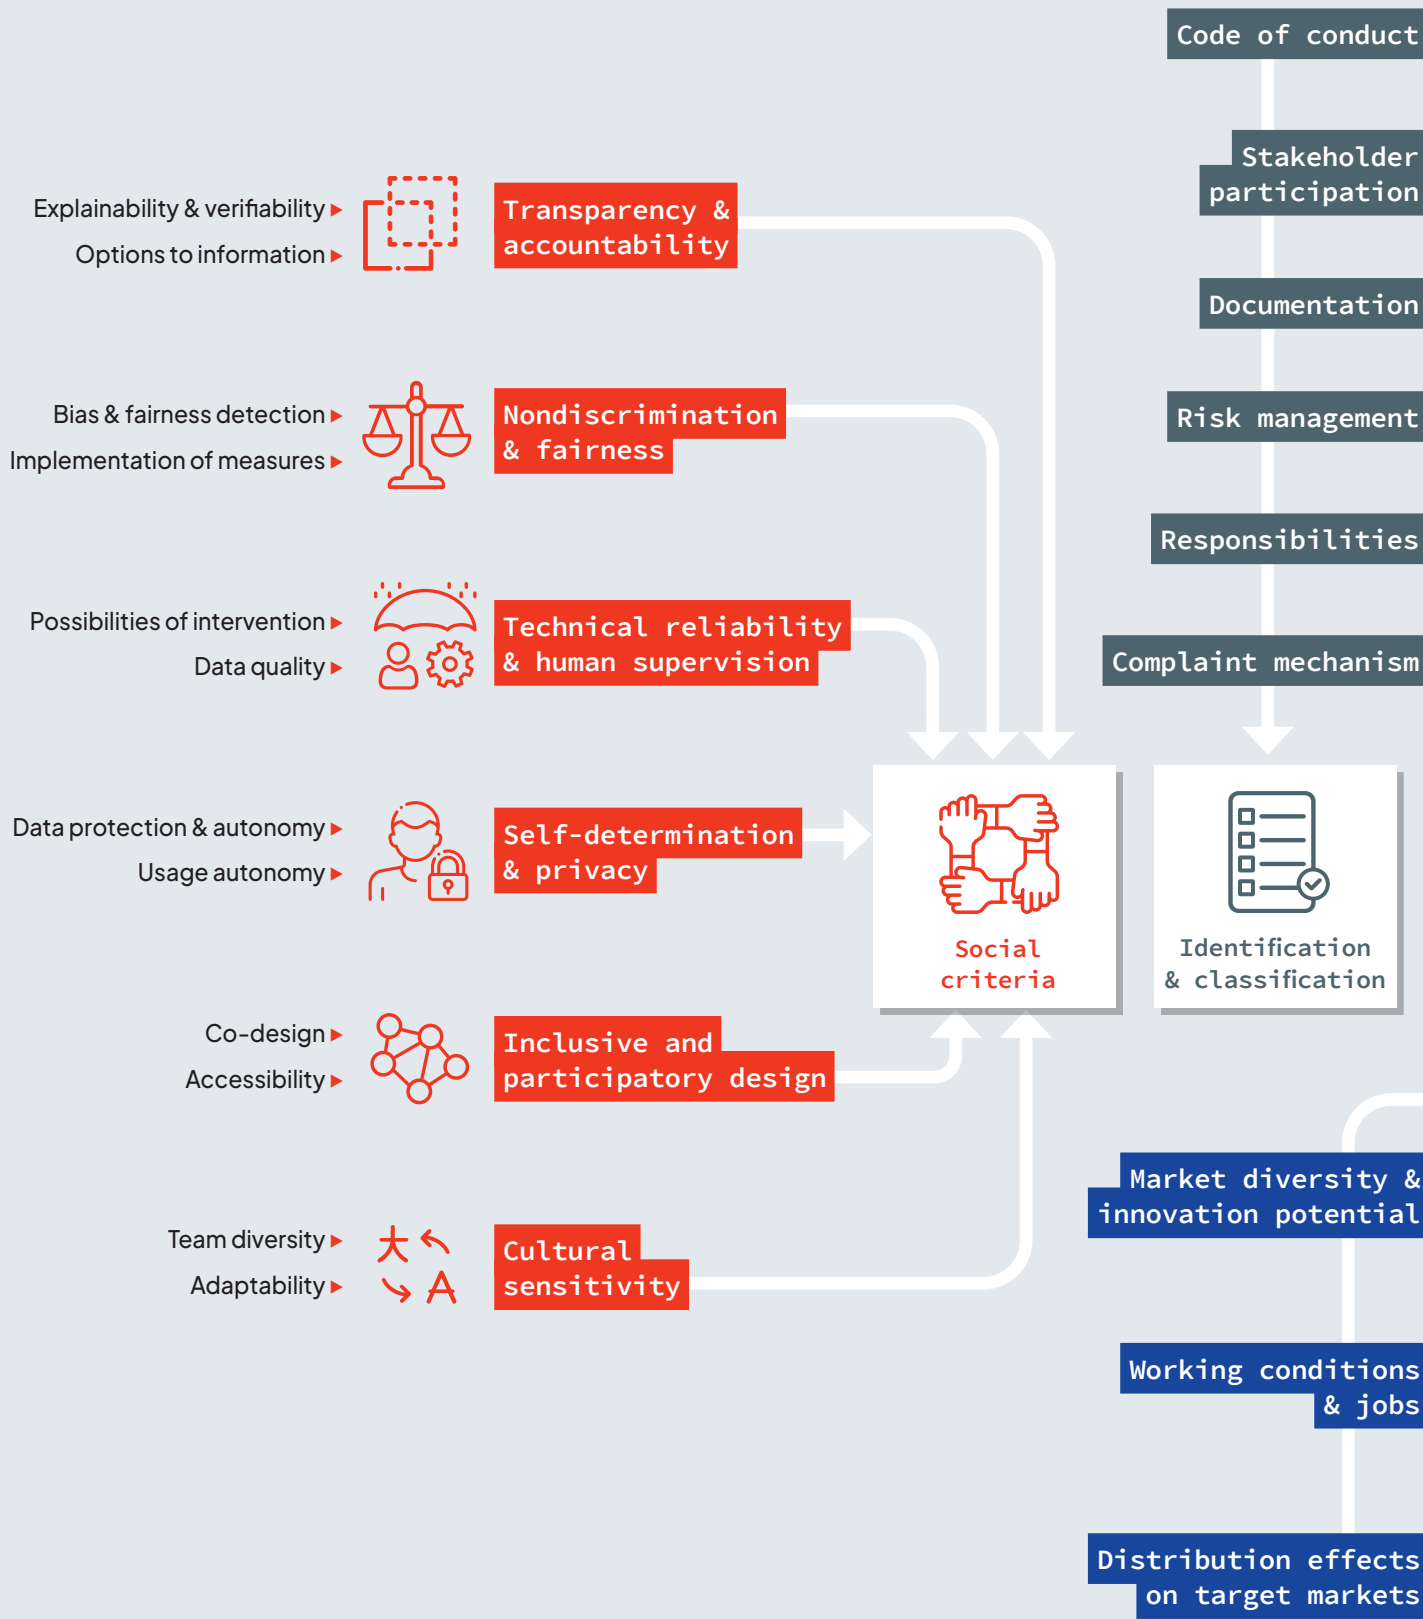 Code of conduct
Stakeholder
participation
Documentation
Risk management
Responsibilities
Complaint mechanism
Identification
& classification
Explainability & verifiability
Options to information
Transparency &
accountability
Bias & fairness detection
Implementation of measures
Nondiscrimination
& fairness
Possibilities of intervention
Data quality
Technical reliability
& human supervision
Data protection & autonomy
Usage autonomy
Self-determination
& privacy
Social
criteria
Co-design
Accessibility
Inclusive and
participatory design
Team diversity
Adaptability
大
A
Cultural
sensitivity
Market diversity &
innovation potential
Working conditions
& jobs
Distribution effects
on target markets